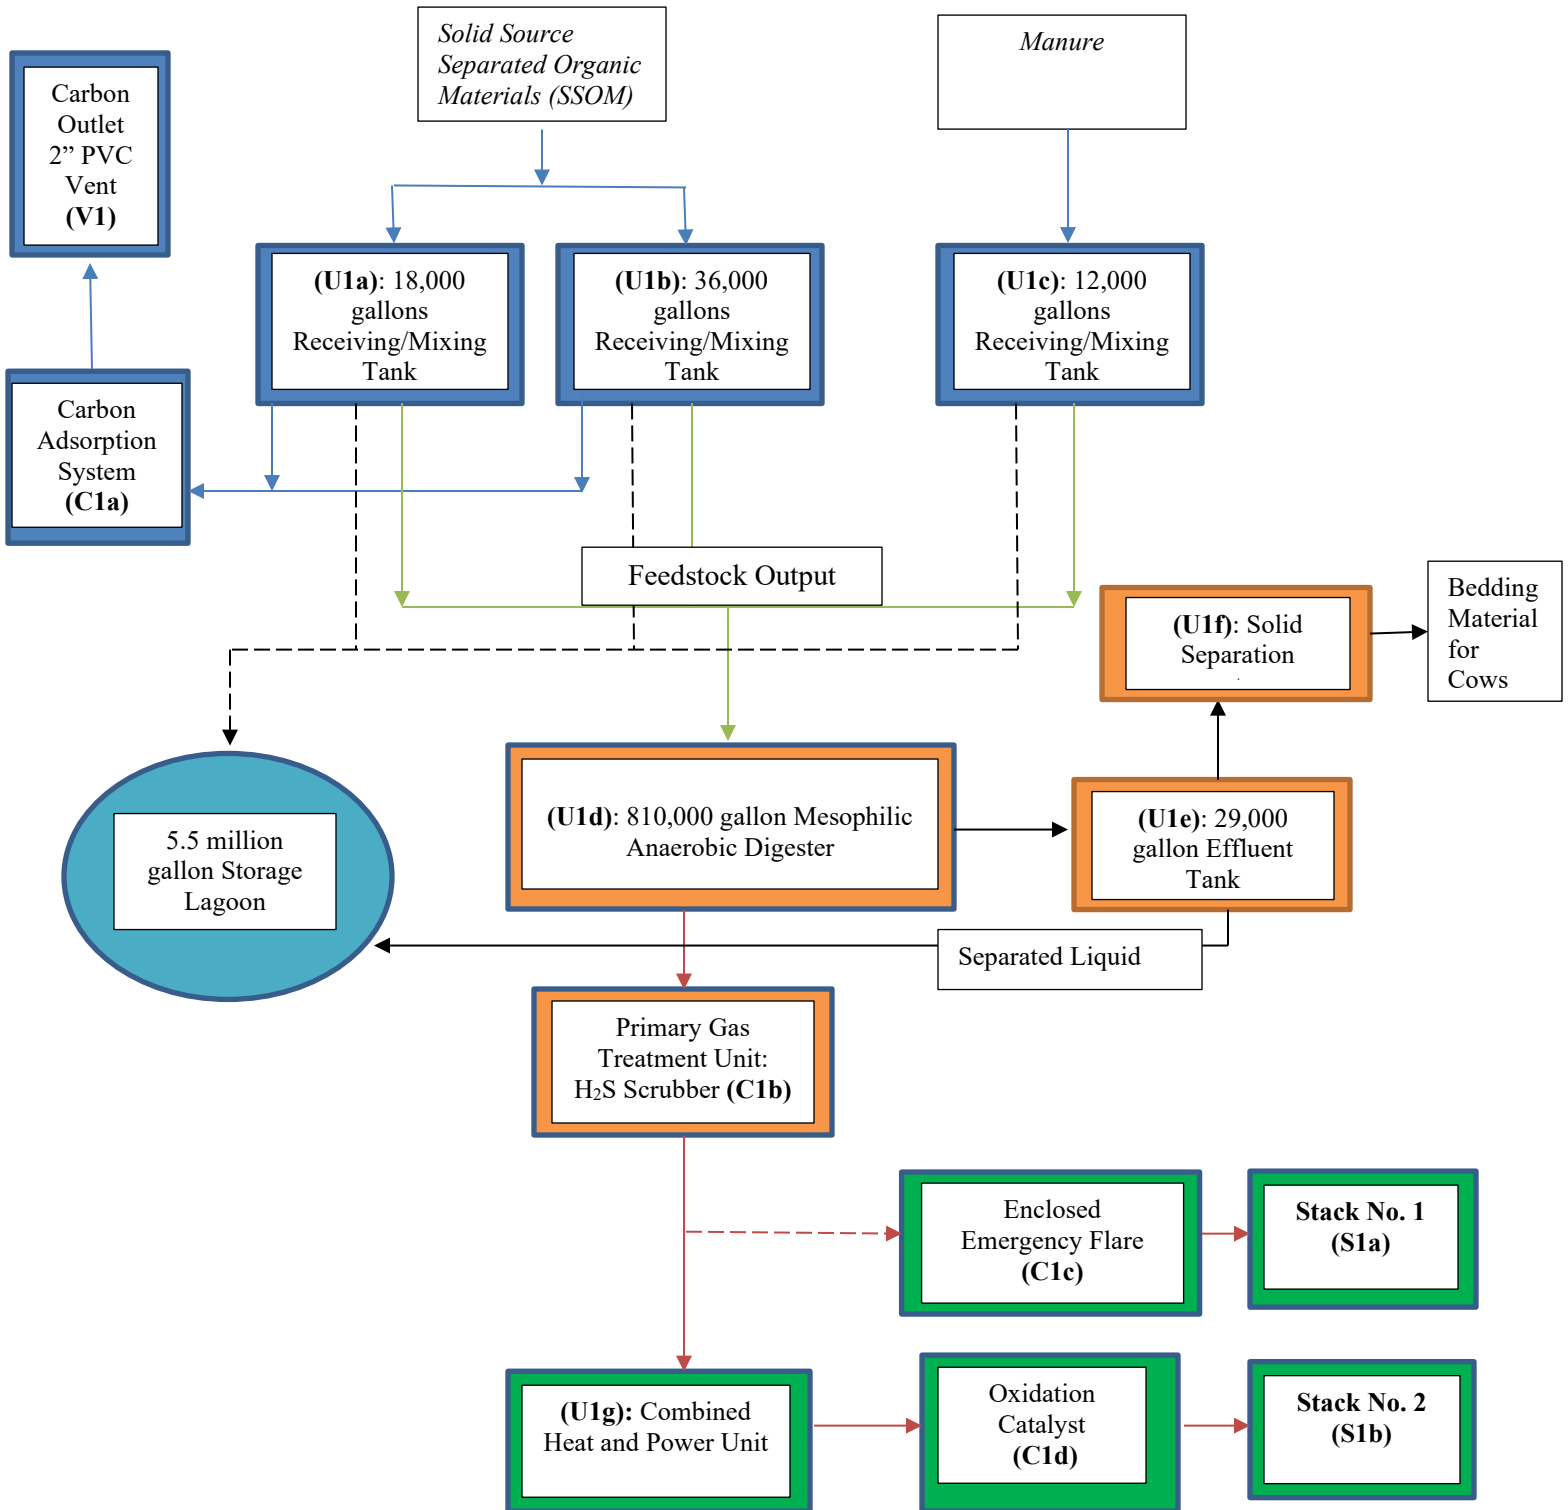 Solid Source
Separated Organic
Materials (SSOM)
Manure
Carbon
Outlet
2” PVC
Vent
(V1)
(U1a): 18,000
gallons
Receiving/Mixing
Tank
(U1b): 36,000
gallons
Receiving/Mixing
Tank
(U1c): 12,000
gallons
Receiving/Mixing
Tank
Carbon
Adsorption
System
(C1a)
Feedstock Output
(U1f): Solid
Separation
.
Bedding
Material
for
Cows
(U1d): 810,000 gallon Mesophilic
Anaerobic Digester
(U1e): 29,000
gallon Effluent
Tank
5.5 million
gallon Storage
Lagoon
Separated Liquid
Primary Gas
Treatment Unit:
H₂S Scrubber (C1b)
Enclosed
Emergency Flare
(C1c)
Stack No. 1
(S1a)
(U1g): Combined
Heat and Power Unit
Oxidation
Catalyst
(C1d)
Stack No. 2
(S1b)